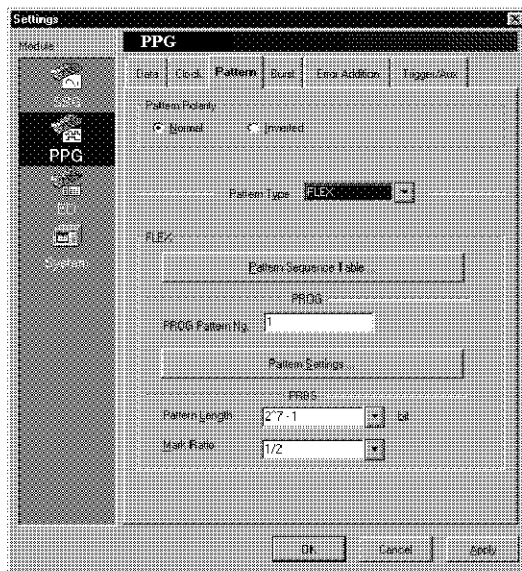 Settings
Module
PPG
SSG
PPG
ED
System
Data Clock Pattern Burst Error Addition Trigger/Aux
Pattern Polarity
Normal Inverted
Pattern Type FLEX
FLEX
Pattern Sequence Table ...
PROG
PROG Pattern No. 1
Pattern Settings ...
PRBS
Pattern Length 2^7 - 1 bit
Mark Ratio 1/2
OK Cancel Apply